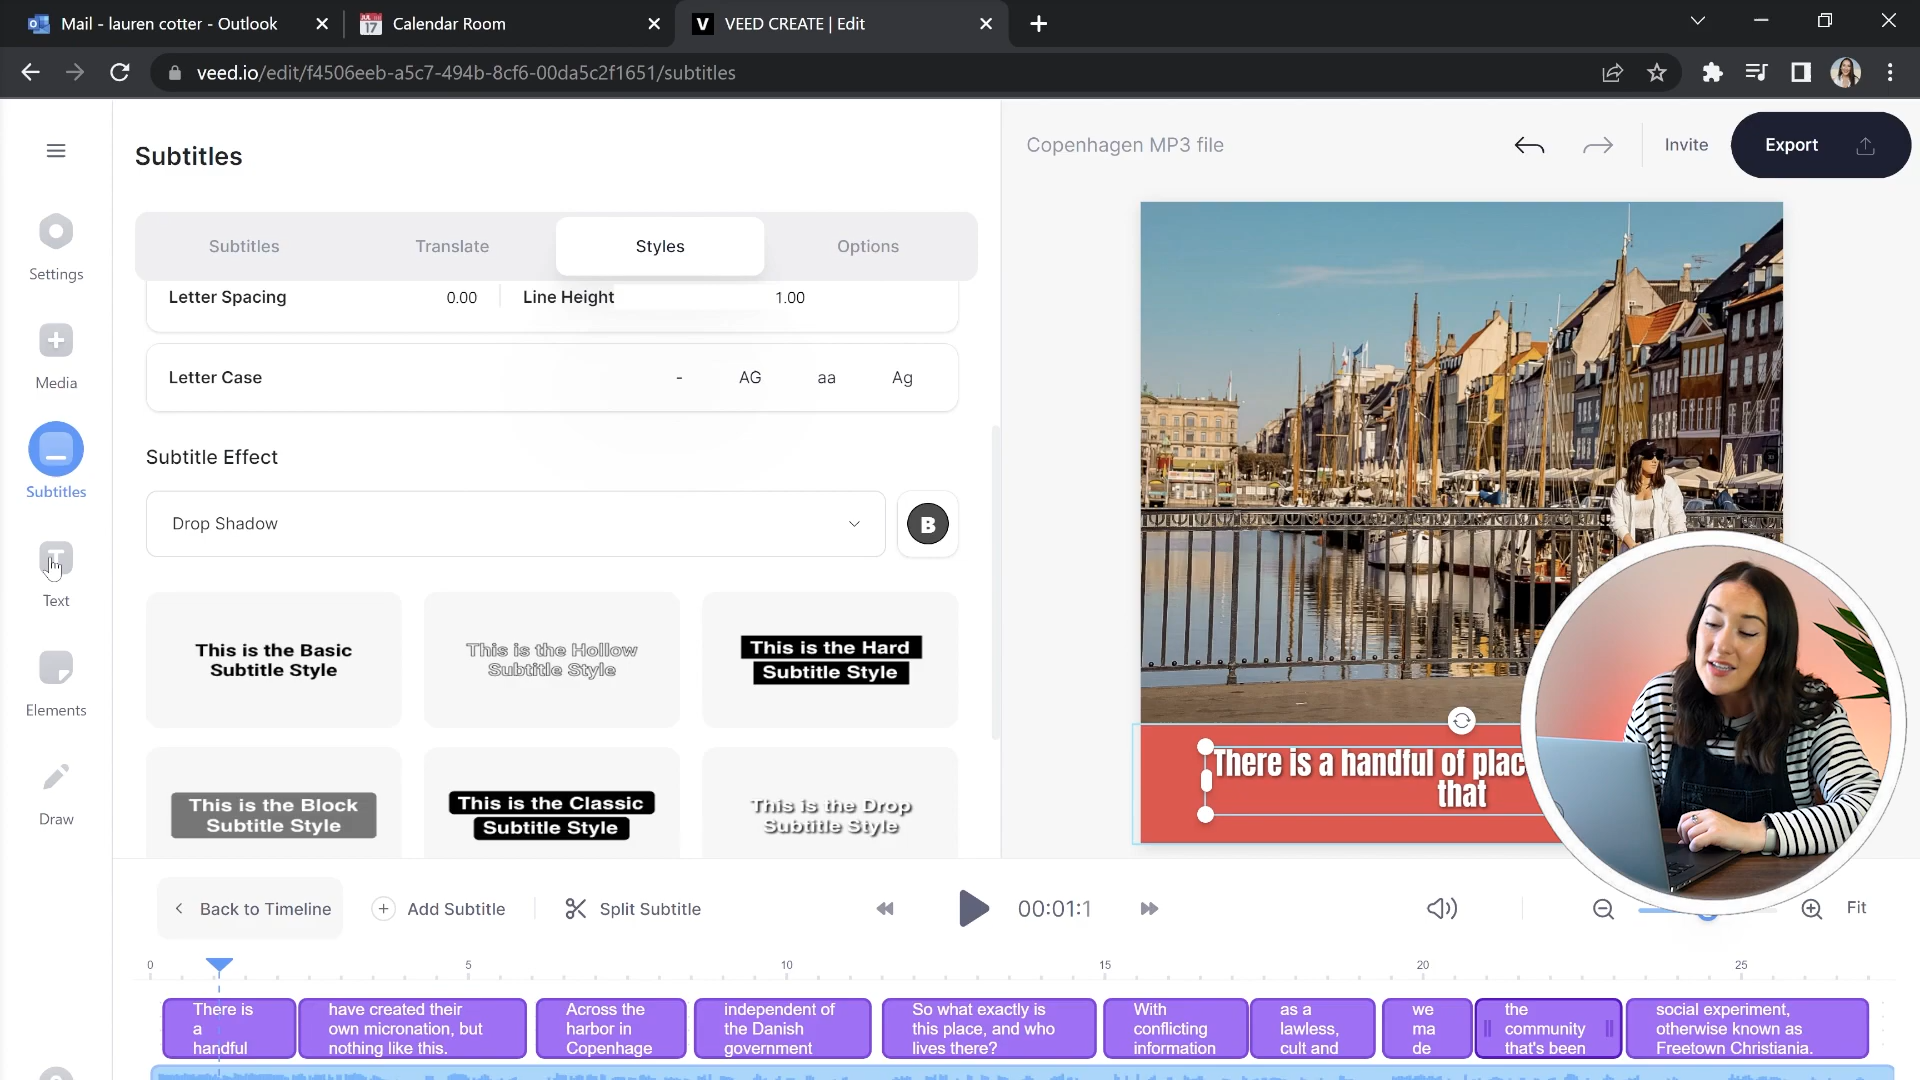 Mail - lauren cotter - Outlook
Calendar Room
VEED CREATE | Edit
veed.io/edit/f4506eeb-a5c7-494b-8cf6-00da5c2f1651/subtitles
Subtitles
Copenhagen MP3 file
Invite
Export
Settings
Media
Subtitles
Text
Elements
Draw
Subtitles
Translate
Styles
Options
Letter Spacing
0.00
Line Height
1.00
Letter Case
-
AG
aa
Ag
Subtitle Effect
Drop Shadow
B
This is the Basic
Subtitle Style
This is the Hollow
Subtitle Style
This is the Hard
Subtitle Style
This is the Block
Subtitle Style
This is the Classic
Subtitle Style
This is the Drop
Subtitle Style
There is a handful of plac
that
Back to Timeline
Add Subtitle
Split Subtitle
00:01:1
Fit
0
5
10
15
20
25
There is
a
handful
have created their
own micronation, but
nothing like this.
Across the
harbor in
Copenhage
independent of
the Danish
government
So what exactly is
this place, and who
lives there?
With
conflicting
information
as a
lawless,
cult and
we
ma
de
the
community
that's been
social experiment,
otherwise known as
Freetown Christiania.